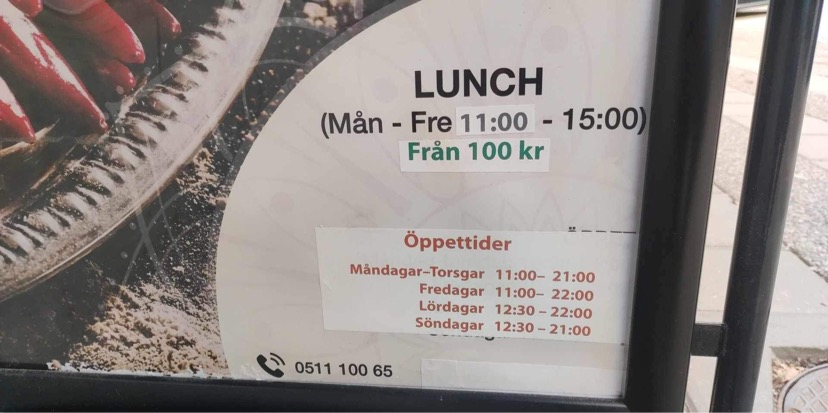 LUNCH
(Mån - Fre 11:00 - 15:00)
Från 100 kr
Öppettider
Måndagar–Torsgar 11:00– 21:00
Fredagar 11:00– 22:00
Lördagar 12:30 – 22:00
Söndagar 12:30 – 21:00
0511 100 65